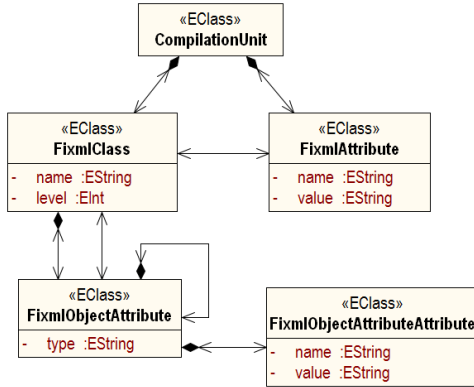 «EClass»
CompilationUnit
«EClass»
FixmlClass
- name :EString
- level :EInt
«EClass»
FixmlAttribute
- name :EString
- value :EString
«EClass»
FixmlObjectAttribute
- type :EString
«EClass»
FixmlObjectAttributeAttribute
- name :EString
- value :EString